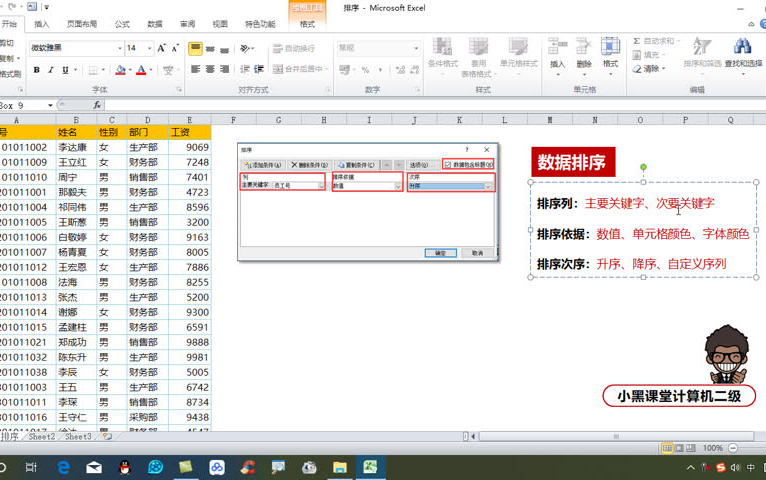 排序 - Microsoft Excel
开始 插入 页面布局 公式 数据 审阅 视图 特色功能 格式
剪切
复制
格式刷
微软雅黑 14
B I U
自动换行
合并后居中
常规
条件格式 套用 单元格样式
表格格式
插入 删除 格式
自动求和
填充
清除
排序和筛选 查找和选择
字体 对齐方式 数字 样式 单元格 编辑
Box 9 fx
A B C D E F G H I J K L M N O P Q
号 姓名 性别 部门 工资
01011002 李达康 女 生产部 9069
01011009 王立红 女 财务部 7248
01011010 周宁 男 销售部 7401
201011001 那毅夫 男 财务部 4723
201011004 祁同伟 男 生产部 8596
201011005 王斯葱 男 销售部 3200
201011006 白敬婷 女 财务部 9163
201011007 杨青夏 女 财务部 8005
201011012 王宏恩 女 生产部 7886
01011008 法海 男 财务部 8255
201011013 张杰 男 生产部 5200
201011014 谢娜 女 财务部 9300
201011015 孟建柱 男 财务部 6591
201011021 郑成功 男 销售部 9888
201011032 陈东升 男 生产部 9981
301011038 李辰 女 财务部 5005
301011003 王五 男 生产部 6742
301011011 李琛 男 销售部 8734
301011016 王守仁 男 采购部 9438
排序
添加条件(A) 删除条件(D) 复制条件(C) 选项(O)... 数据包含标题(H)
列 排序依据 次序
主要关键字 员工号 数值 升序
确定 取消
数据排序
排序列：主要关键字、次要关键字
排序依据：数值、单元格颜色、字体颜色
排序次序：升序、降序、自定义序列
小黑课堂计算机二级
排序 Sheet2 Sheet3
100%
中